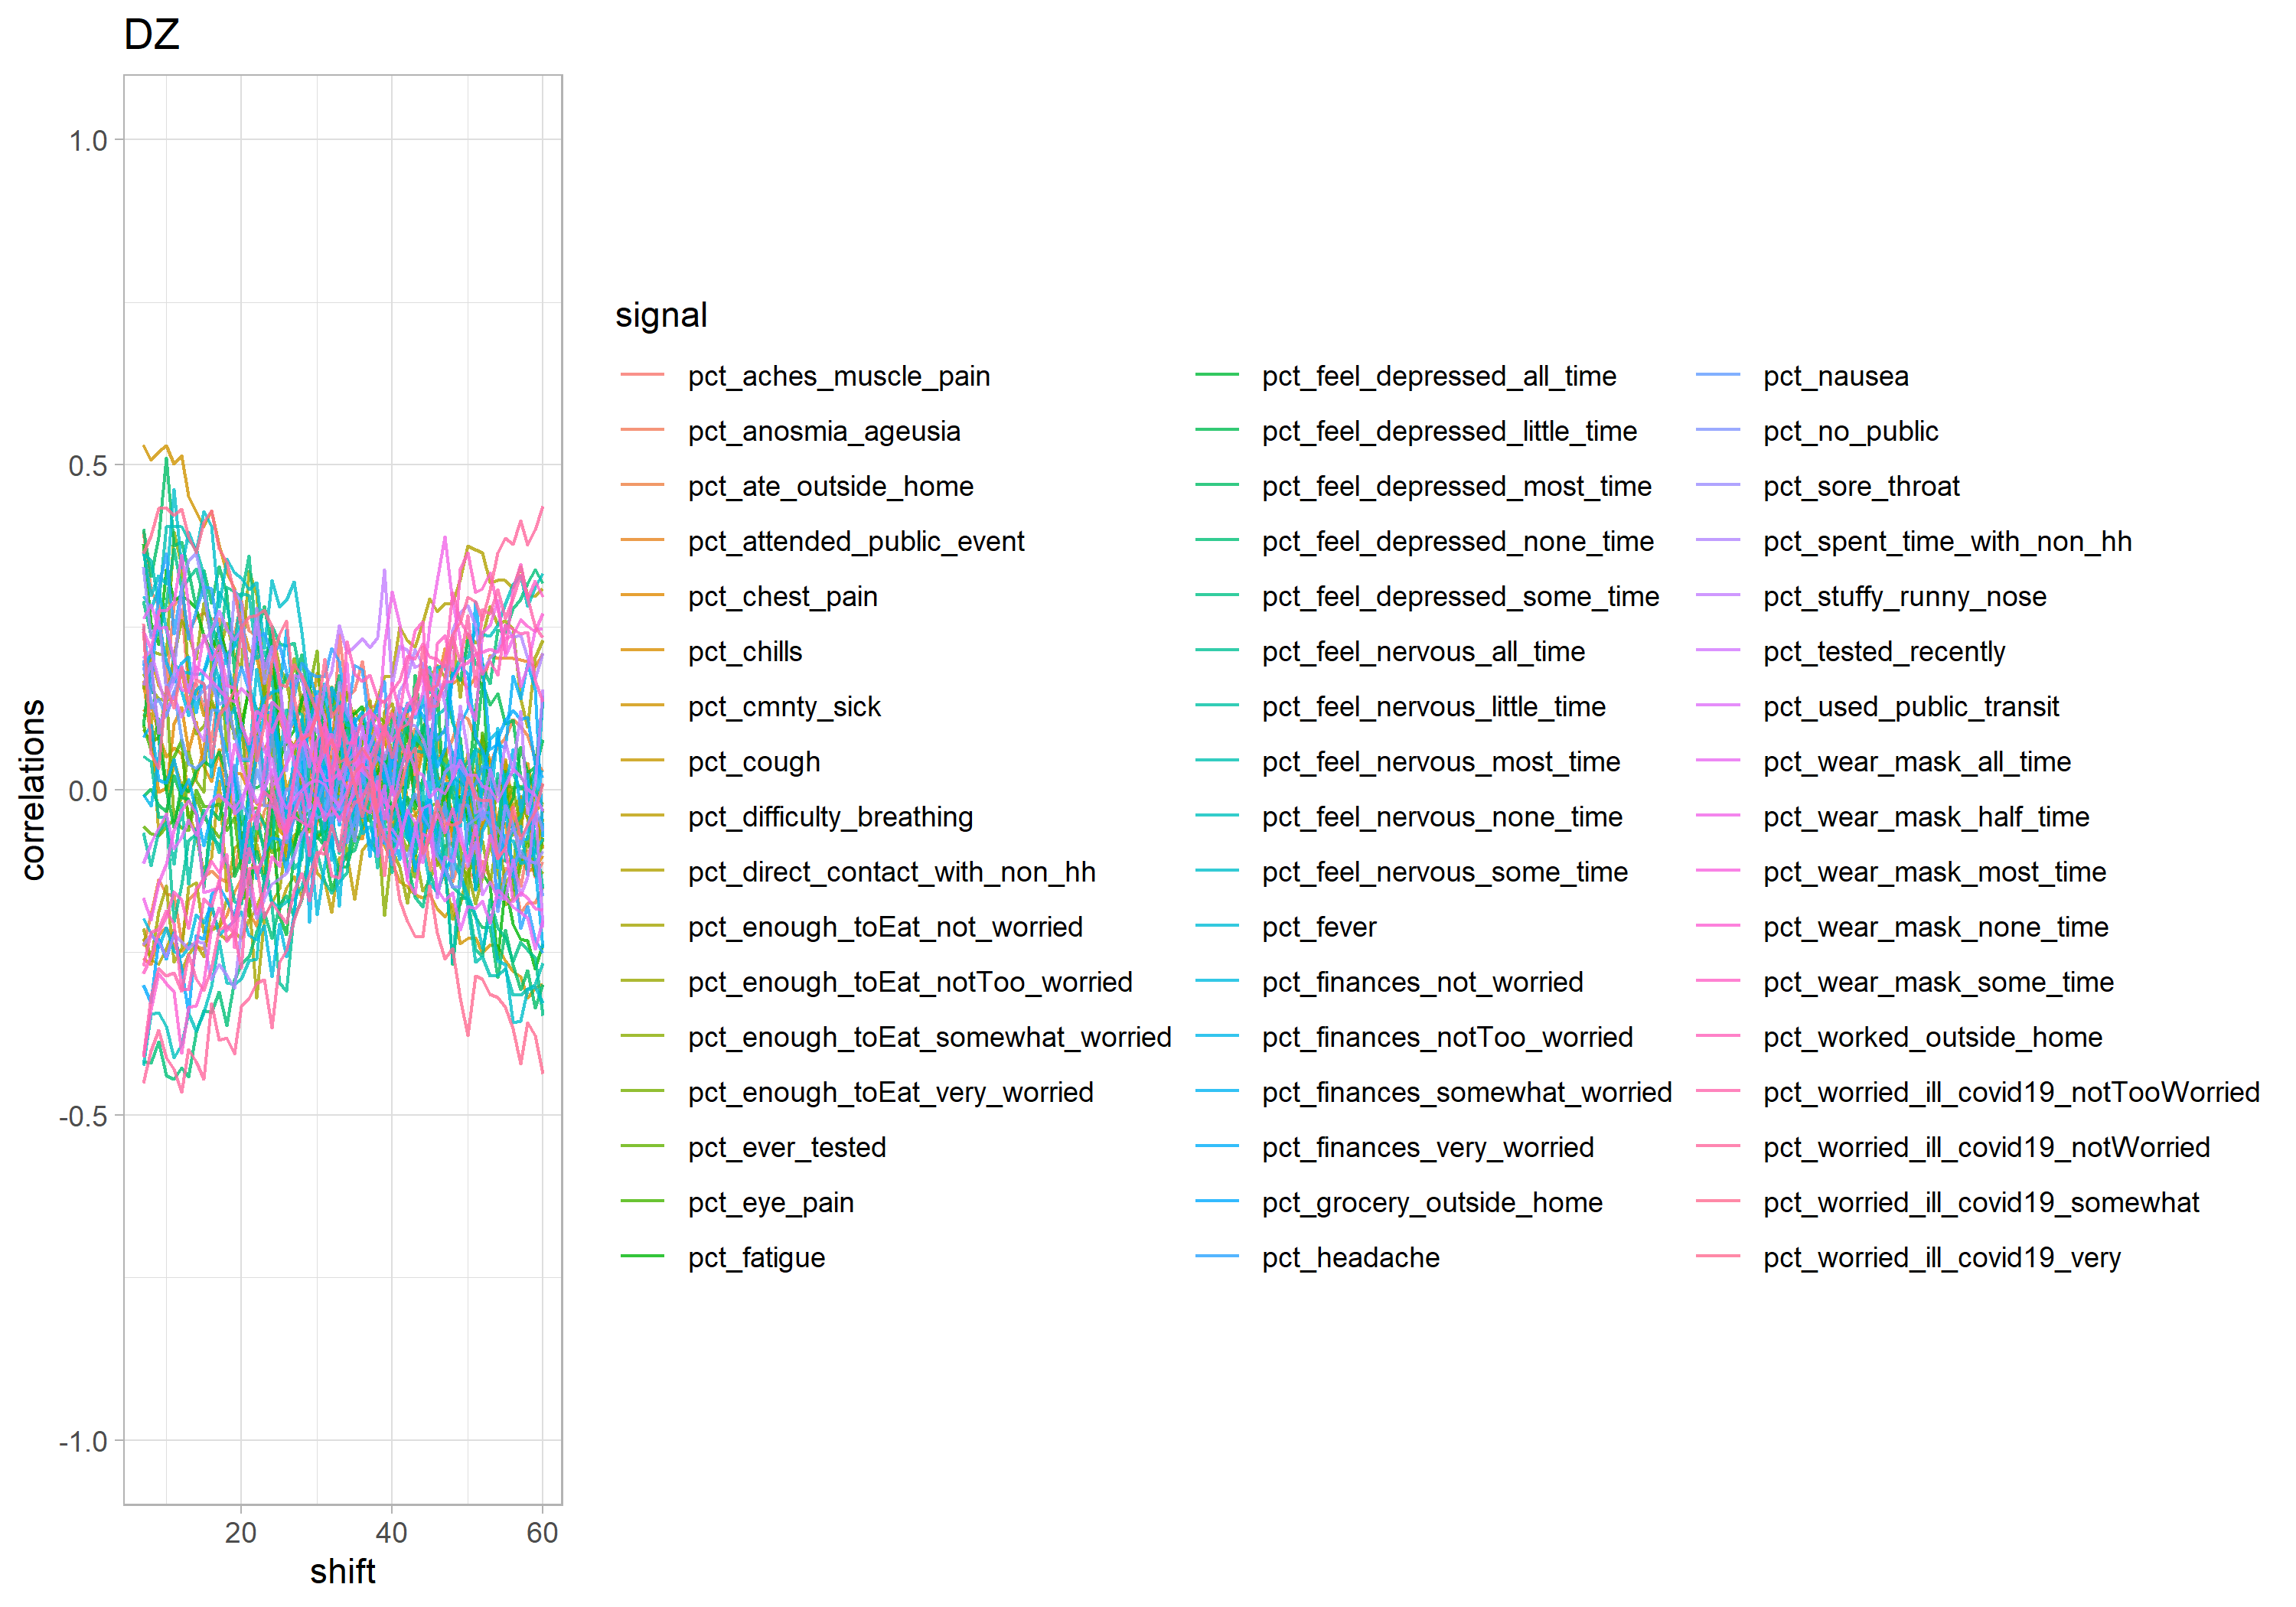 DZ
1.0
0.5
0.0
-0.5
-1.0
correlations
20 40 60
shift
signal
pct_aches_muscle_pain
pct_anosmia_ageusia
pct_ate_outside_home
pct_attended_public_event
pct_chest_pain
pct_chills
pct_cmnty_sick
pct_cough
pct_difficulty_breathing
pct_direct_contact_with_non_hh
pct_enough_toEat_not_worried
pct_enough_toEat_notToo_worried
pct_enough_toEat_somewhat_worried
pct_enough_toEat_very_worried
pct_ever_tested
pct_eye_pain
pct_fatigue
pct_feel_depressed_all_time
pct_feel_depressed_little_time
pct_feel_depressed_most_time
pct_feel_depressed_none_time
pct_feel_depressed_some_time
pct_feel_nervous_all_time
pct_feel_nervous_little_time
pct_feel_nervous_most_time
pct_feel_nervous_none_time
pct_feel_nervous_some_time
pct_fever
pct_finances_not_worried
pct_finances_notToo_worried
pct_finances_somewhat_worried
pct_finances_very_worried
pct_grocery_outside_home
pct_headache
pct_nausea
pct_no_public
pct_sore_throat
pct_spent_time_with_non_hh
pct_stuffy_runny_nose
pct_tested_recently
pct_used_public_transit
pct_wear_mask_all_time
pct_wear_mask_half_time
pct_wear_mask_most_time
pct_wear_mask_none_time
pct_wear_mask_some_time
pct_worked_outside_home
pct_worried_ill_covid19_notTooWorried
pct_worried_ill_covid19_notWorried
pct_worried_ill_covid19_somewhat
pct_worried_ill_covid19_very